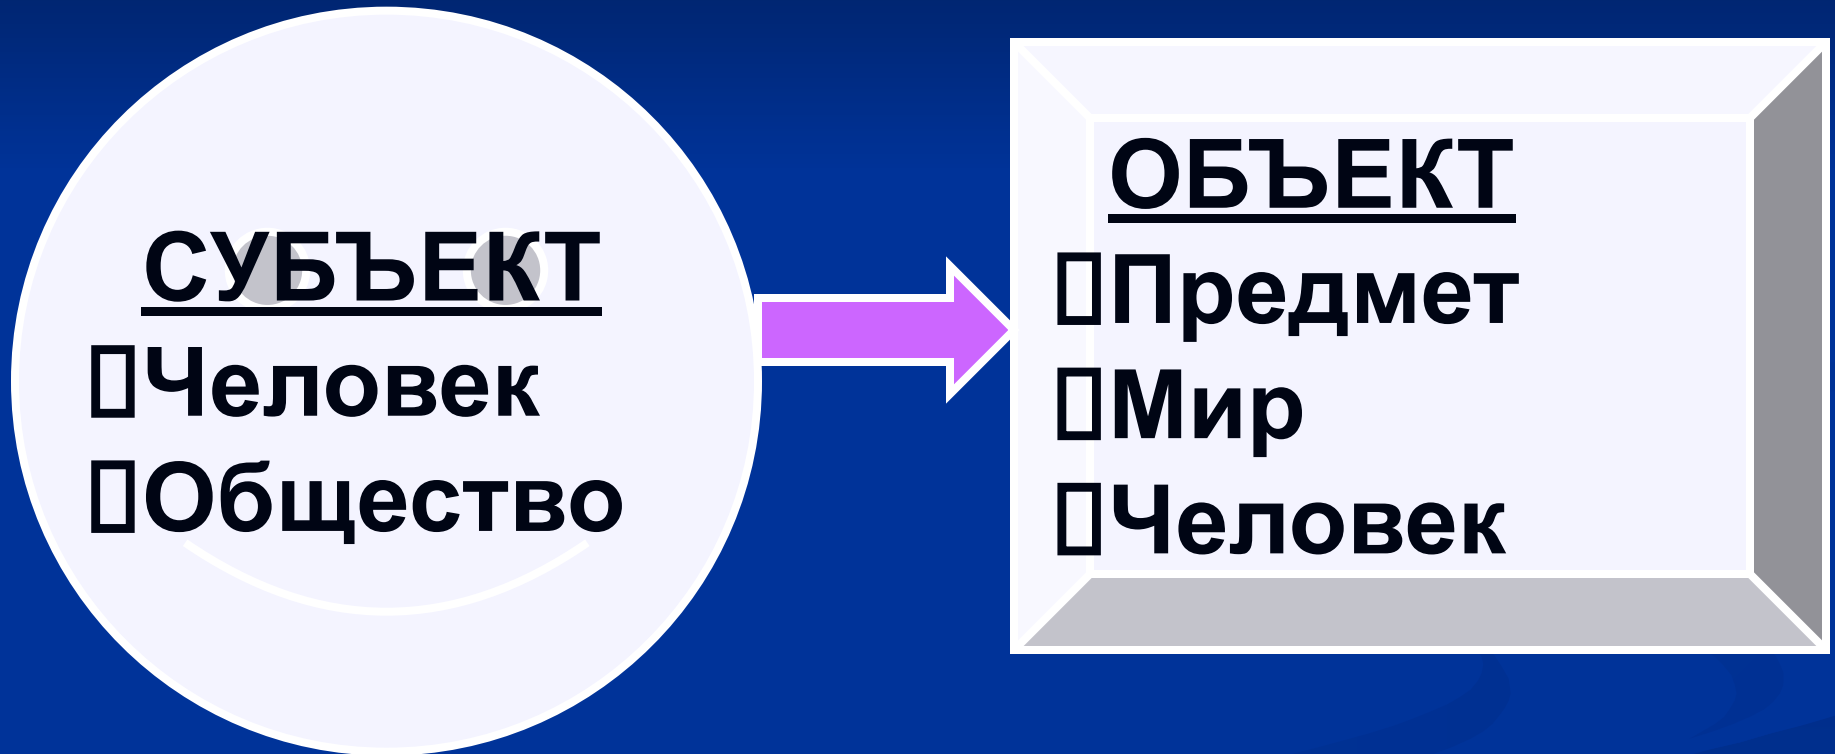 СУБЪЕКТ
Человек
Общество
ОБЪЕКТ
Предмет
Мир
Человек